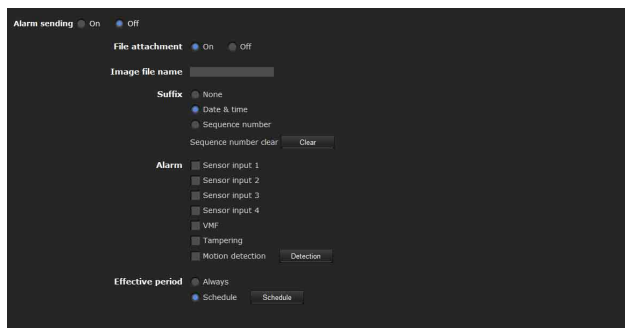 Alarm sending On Off
File attachment On Off
Image file name
Suffix None
Date & time
Sequence number
Sequence number clear Clear
Alarm Sensor input 1
Sensor input 2
Sensor input 3
Sensor input 4
VMF
Tampering
Motion detection Detection
Effective period Always
Schedule Schedule